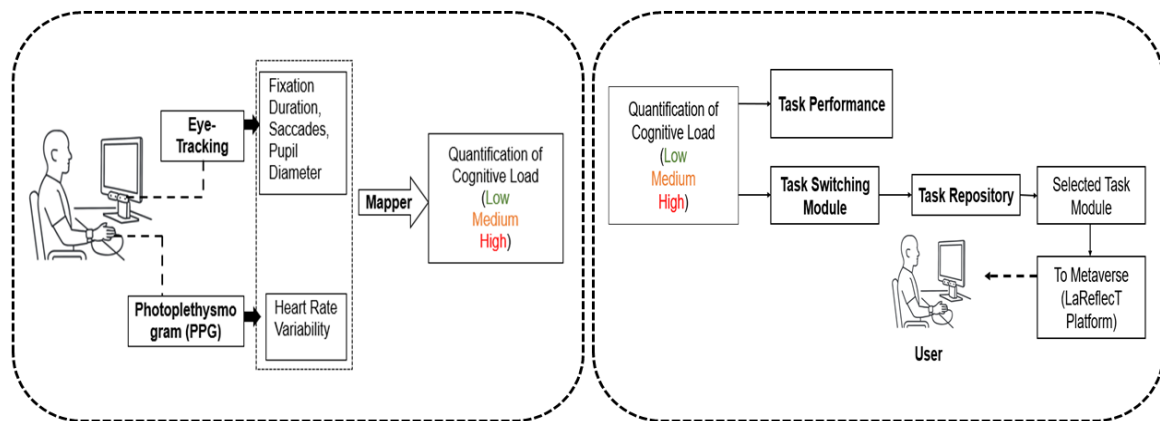 Eye-
Tracking
Fixation
Duration,
Saccades,
Pupil
Diameter
Photoplethysmo
gram (PPG)
Heart Rate
Variability
Mapper
Quantification of
Cognitive Load
(Low
Medium
High)
Quantification of
Cognitive Load
(Low
Medium
High)
Task Performance
Task Switching
Module
Task Repository
Selected Task
Module
To Metaverse
(LaReflecT
Platform)
User